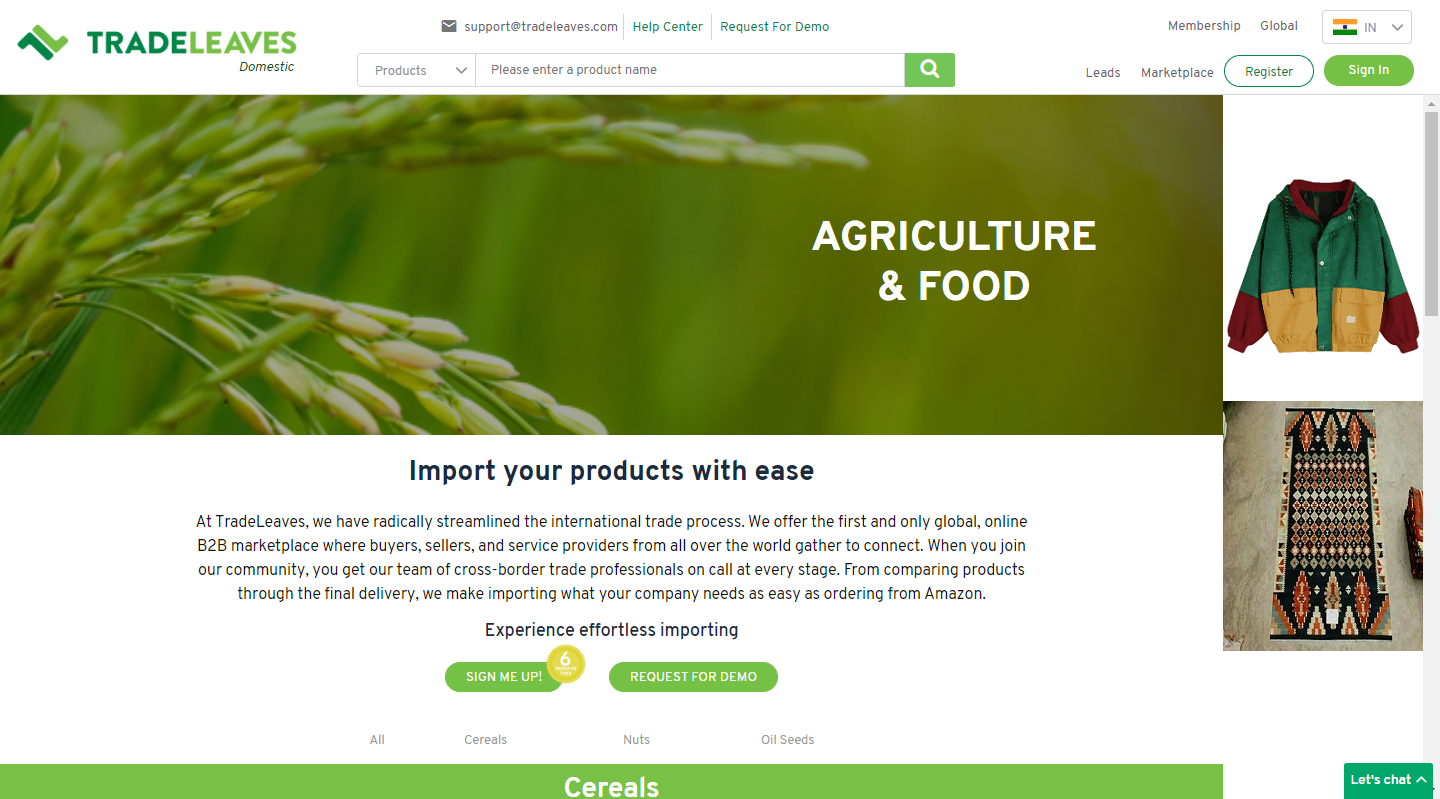 support@tradeleaves.com
Help Center
Request For Demo
Membership
Global
IN
TRADELEAVES
Domestic
Products
Please enter a product name
Leads
Marketplace
Register
Sign In
AGRICULTURE
& FOOD
Import your products with ease
At TradeLeaves, we have radically streamlined the international trade process. We offer the first and only global, online
B2B marketplace where buyers, sellers, and service providers from all over the world gather to connect. When you join
our community, you get our team of cross-border trade professionals on call at every stage. From comparing products
through the final delivery, we make importing what your company needs as easy as ordering from Amazon.
Experience effortless importing
SIGN ME UP!
6
REQUEST FOR DEMO
All
Cereals
Nuts
Oil Seeds
Cereals
Let's chat